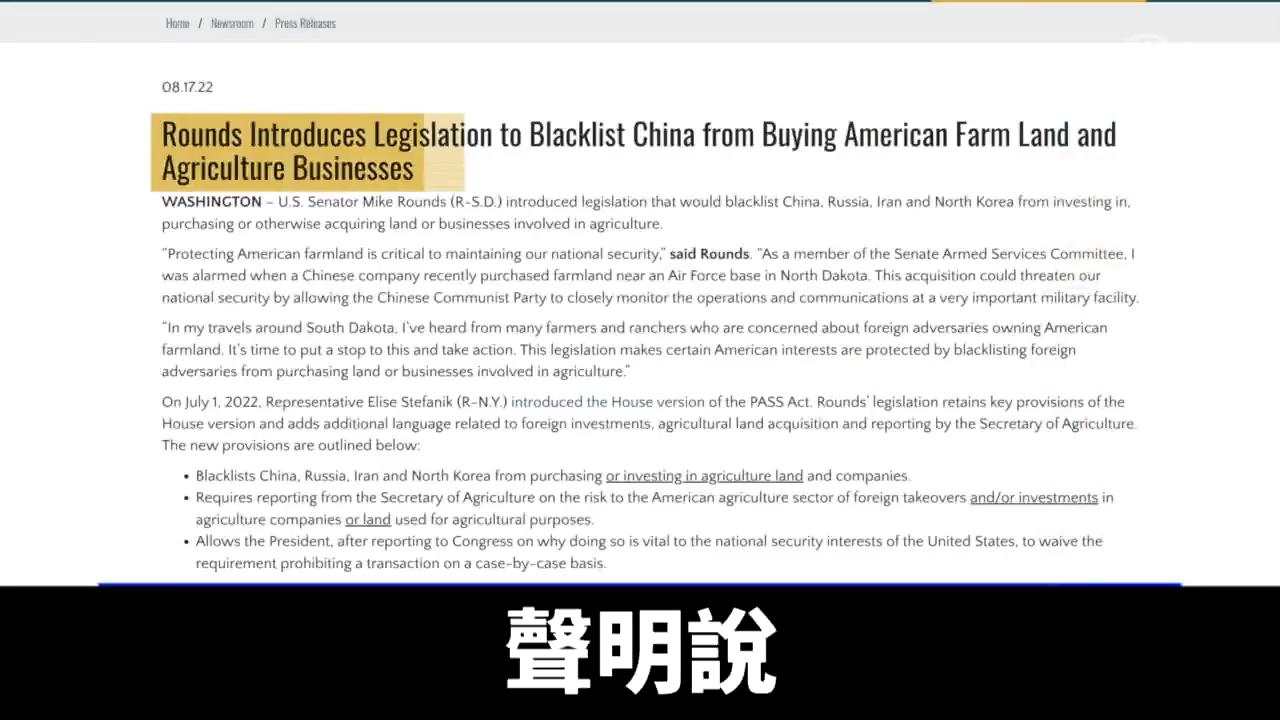 Home / Newsroom / Press Releases
08.17.22
Rounds Introduces Legislation to Blacklist China from Buying American Farm Land and
Agriculture Businesses
WASHINGTON – U.S. Senator Mike Rounds (R-S.D.) introduced legislation that would blacklist China, Russia, Iran and North Korea from investing in,
purchasing or otherwise acquiring land or businesses involved in agriculture.
“Protecting American farmland is critical to maintaining our national security,” said Rounds. “As a member of the Senate Armed Services Committee, I
was alarmed when a Chinese company recently purchased farmland near an Air Force base in North Dakota. This acquisition could threaten our
national security by allowing the Chinese Communist Party to closely monitor the operations and communications at a very important military facility.
“In my travels around South Dakota, I’ve heard from many farmers and ranchers who are concerned about foreign adversaries owning American
farmland. It’s time to put a stop to this and take action. This legislation makes certain American interests are protected by blacklisting foreign
adversaries from purchasing land or businesses involved in agriculture.”
On July 1, 2022, Representative Elise Stefanik (R-N.Y.) introduced the House version of the PASS Act. Rounds’ legislation retains key provisions of the
House version and adds additional language related to foreign investments, agricultural land acquisition and reporting by the Secretary of Agriculture.
The new provisions are outlined below:
• Blacklists China, Russia, Iran and North Korea from purchasing or investing in agriculture land and companies.
• Requires reporting from the Secretary of Agriculture on the risk to the American agriculture sector of foreign takeovers and/or investments in
agriculture companies or land used for agricultural purposes.
• Allows the President, after reporting to Congress on why doing so is vital to the national security interests of the United States, to waive the
requirement prohibiting a transaction on a case-by-case basis.
聲明說